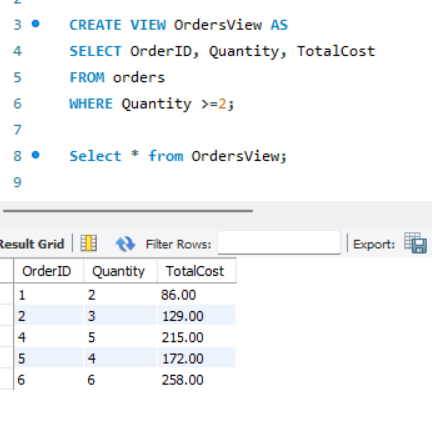 3 CREATE VIEW OrdersView AS
4 SELECT OrderID, Quantity, TotalCost
5 FROM orders
6 WHERE Quantity >=2;
7
8 Select * from OrdersView;
9
Result Grid Filter Rows: Export:
OrderID Quantity TotalCost
1 2 86.00
2 3 129.00
4 5 215.00
5 4 172.00
6 6 258.00